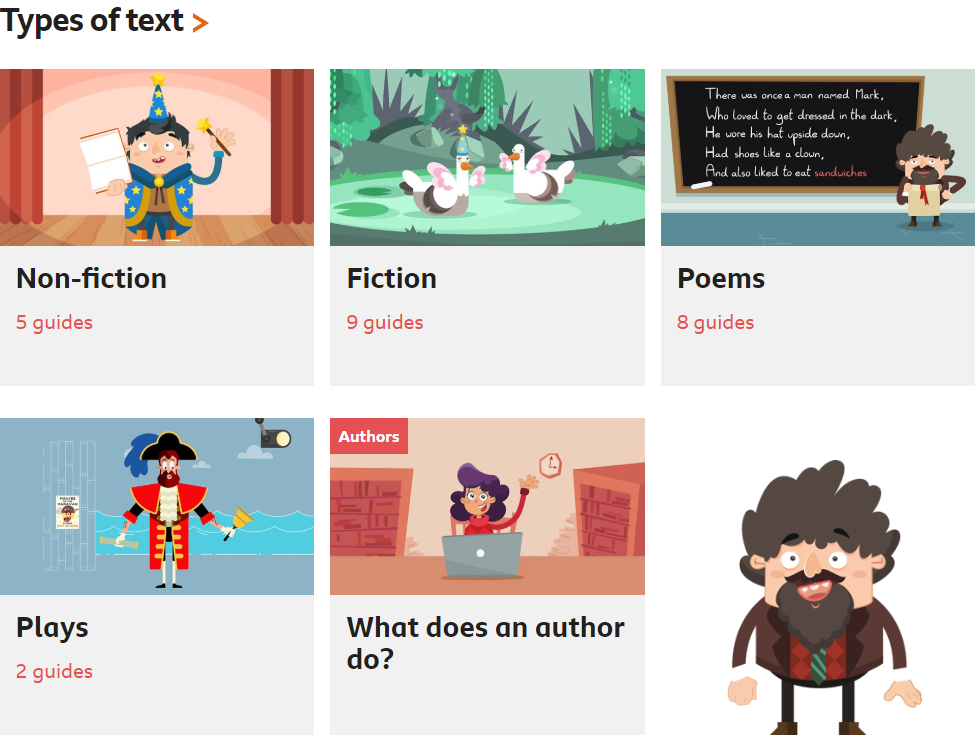 Types of text >
There was once a man named Mark,
Who loved to get dressed in the dark,
He wore his hat upside down,
Had shoes like a clown,
And also liked to eat sandwiches
Non-fiction
5 guides
Fiction
9 guides
Poems
8 guides
Authors
Plays
2 guides
What does an author
do?